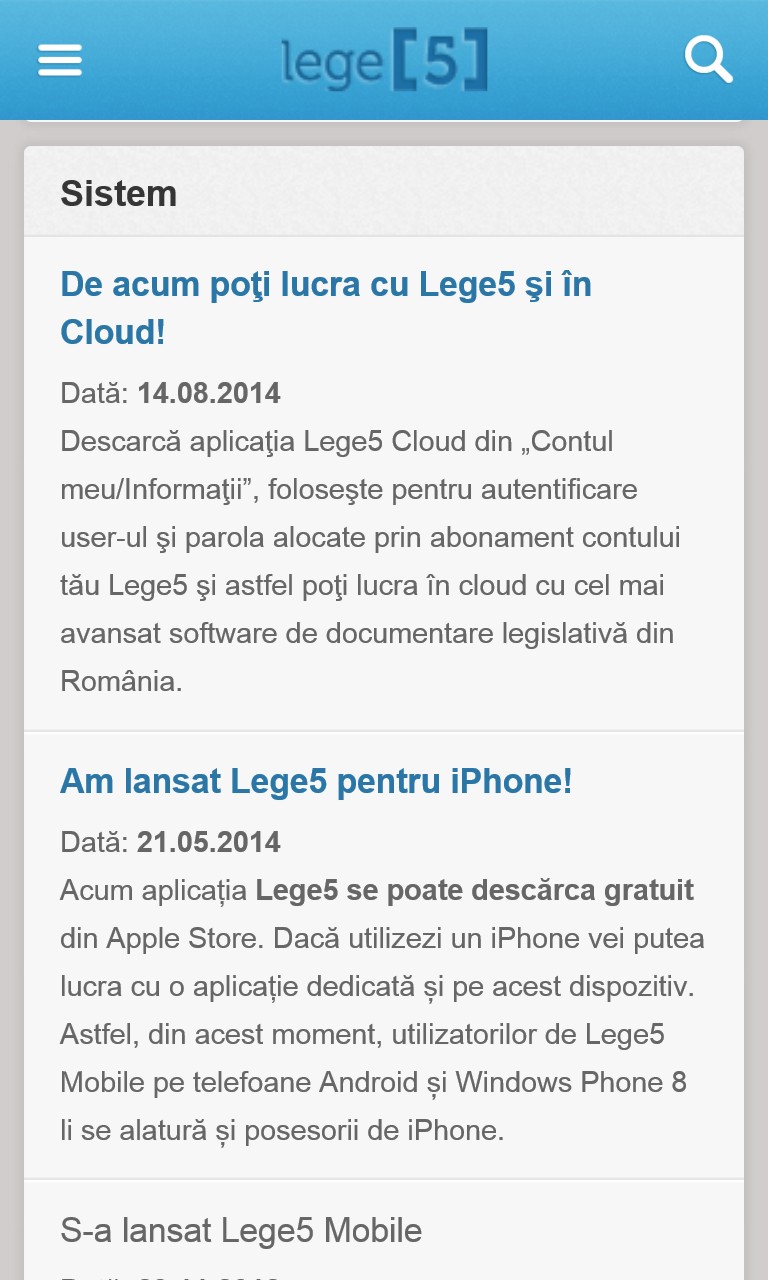 lege[5]
Sistem
De acum poţi lucra cu Lege5 şi în
Cloud!
Dată: 14.08.2014
Descarcă aplicaţia Lege5 Cloud din „Contul
meu/Informaţii”, foloseşte pentru autentificare
user-ul şi parola alocate prin abonament contului
tău Lege5 şi astfel poţi lucra în cloud cu cel mai
avansat software de documentare legislativă din
România.
Am lansat Lege5 pentru iPhone!
Dată: 21.05.2014
Acum aplicația Lege5 se poate descărca gratuit
din Apple Store. Dacă utilizezi un iPhone vei putea
lucra cu o aplicație dedicată și pe acest dispozitiv.
Astfel, din acest moment, utilizatorilor de Lege5
Mobile pe telefoane Android și Windows Phone 8
li se alatură și posesorii de iPhone.
S-a lansat Lege5 Mobile